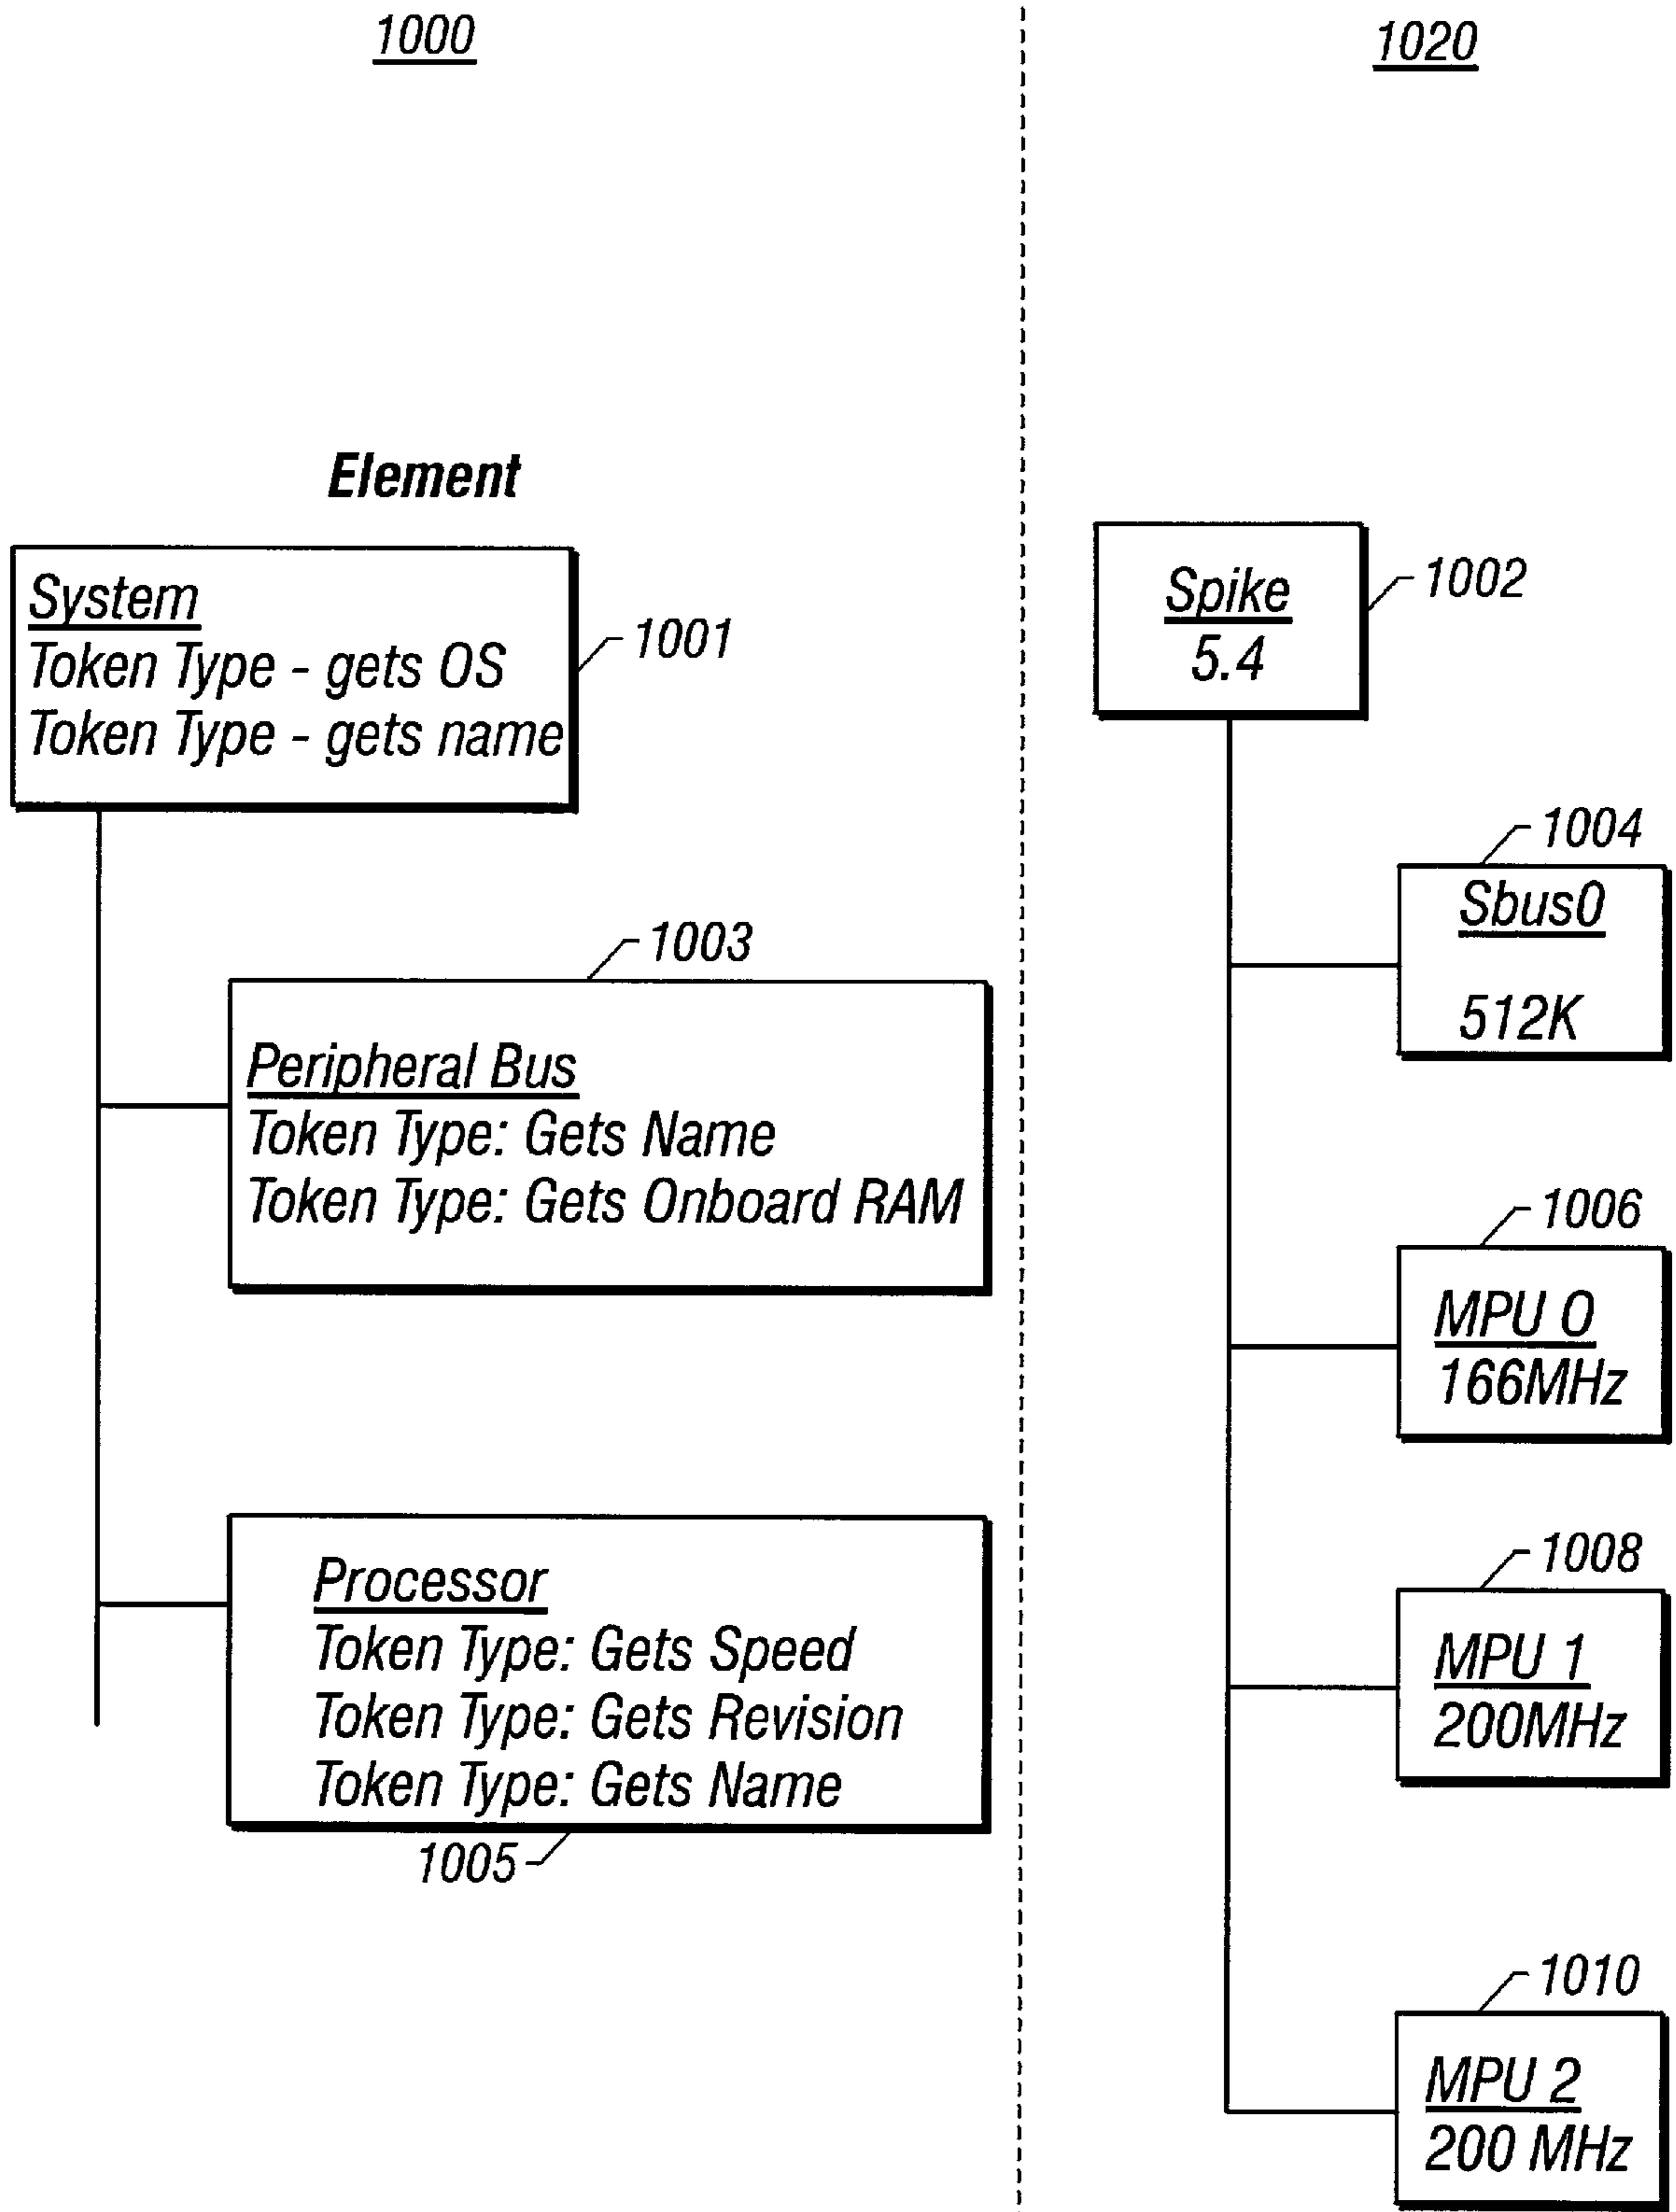 1000
Element
System
Token Type - gets OS
Token Type - gets name
1001
1003
Peripheral Bus
Token Type: Gets Name
Token Type: Gets Onboard RAM
Processor
Token Type: Gets Speed
Token Type: Gets Revision
Token Type: Gets Name
1005
1020
Spike
5.4
1002
1004
Sbus0
512K
1006
MPU 0
166MHz
1008
MPU 1
200MHz
1010
MPU 2
200 MHz